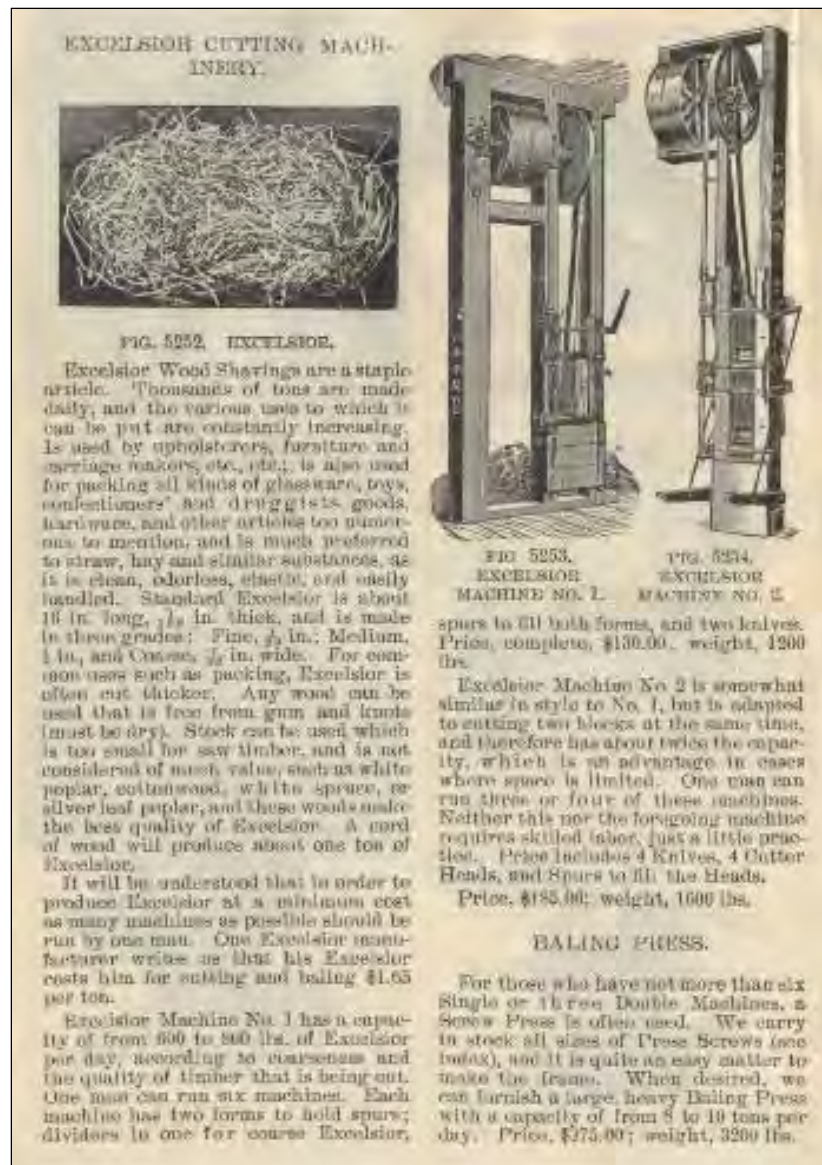 EXCELSIOR CUTTING MACH-
INERY.
FIG. 5252. EXCELSIOR.
Excelsior Wood Shavings are a staple
article. Thousands of tons are made
daily, and the various uses to which it
can be put are constantly increasing.
Is used by upholsterers, furniture and
carriage makers, etc., etc.; is also used
for packing all kinds of glassware, toys,
confectioners' and druggists goods,
hardware, and other articles too numer-
ous to mention, and is much preferred
to straw, hay and similar substances, as
it is clean, odorless, elastic, and easily
handled. Standard Excelsior is about
16 in. long, in. thick, and is made
in three grades: Fine, in.; Medium,
in., and Coarse, in. wide. For com-
mon uses such as packing, Excelsior is
often cut thicker. Any wood can be
used that is free from gum and knots
(must be dry). Stock can be used which
is too small for saw timber, and is not
considered of much value, such as white
poplar, cottonwood, white spruce, or
silver leaf poplar, and these woods make
the best quality of Excelsior. A cord
of wood will produce about one ton of
Excelsior.
It will be understood that in order to
produce Excelsior at a minimum cost
as many machines as possible should be
run by one man. One Excelsior manu-
facturer writes us that his Excelsior
costs him for cutting and baling $1.65
per ton.
Excelsior Machine No. 1 has a capac-
ity of from 600 to 800 lbs. of Excelsior
per day, according to coarseness and
the quality of timber that is being cut.
One man can run six machines. Each
machine has two forms to hold spurs;
dividers in one for coarse Excelsior,
FIG 5253.
EXCELSIOR
MACHINE NO. 1.
FIG. 5254.
EXCELSIOR
MACHINE NO. 2.
spurs to fill both forms, and two knives.
Price, complete, $130.00. weight, 1200
lbs.
Excelsior Machine No 2 is somewhat
similar in style to No. 1, but is adapted
to cutting two blocks at the same time,
and therefore has about twice the capac-
ity, which is an advantage in cases
where space is limited. One man can
run three or four of these machines.
Neither this nor the foregoing machine
requires skilled labor, just a little prac-
tice. Price includes 4 Knives, 4 Cutter
Heads, and Spurs to fill the Heads.
Price, $185.00; weight, 1600 lbs.
BALING PRESS.
For those who have not more than six
Single or three Double Machines, a
Screw Press is often used. We carry
in stock all sizes of Press Screws (see
index), and it is quite an easy matter to
make the frame. When desired, we
can furnish a large, heavy Baling Press
with a capacity of from 8 to 10 tons per
day. Price, $275.00; weight, 3200 lbs.